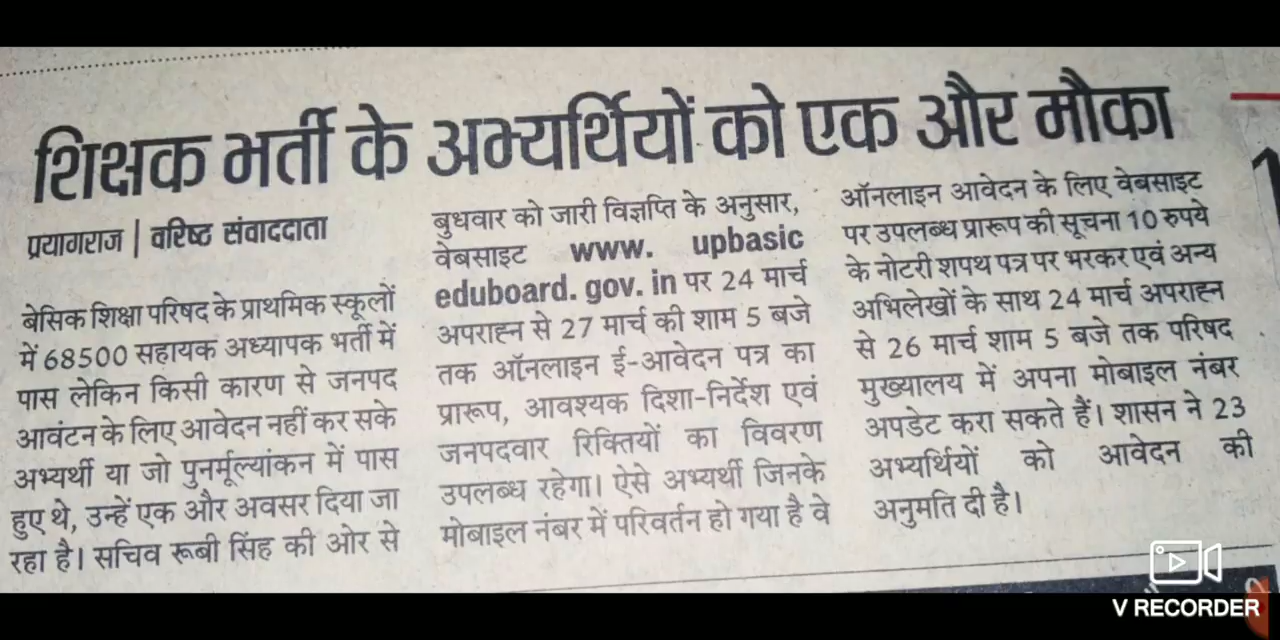 शिक्षक भर्ती के अभ्यर्थियों को एक और मौका
प्रयागराज | वरिष्ट संवाददाता
बेसिक शिक्षा परिषद के प्राथमिक स्कूलों
में 68500 सहायक अध्यापक भर्ती में
पास लेकिन किसी कारण से जनपद
आवंटन के लिए आवेदन नहीं कर सके
अभ्यर्थी या जो पुनर्मूल्यांकन में पास
हुए थे, उन्हें एक और अवसर दिया जा
रहा है। सचिव रूबी सिंह की ओर से
बुधवार को जारी विज्ञप्ति के अनुसार,
वेबसाइट www. upbasic
eduboard. gov. in पर 24 मार्च
अपराह्न से 27 मार्च की शाम 5 बजे
तक ऑनलाइन ई-आवेदन पत्र का
प्रारूप, आवश्यक दिशा-निर्देश एवं
जनपदवार रिक्तियों का विवरण
उपलब्ध रहेगा। ऐसे अभ्यर्थी जिनके
मोबाइल नंबर में परिवर्तन हो गया है वे
ऑनलाइन आवेदन के लिए वेबसाइट
पर उपलब्ध प्रारूप की सूचना 10 रुपये
के नोटरी शपथ पत्र पर भरकर एवं अन्य
अभिलेखों के साथ 24 मार्च अपराह्न
से 26 मार्च शाम 5 बजे तक परिषद
मुख्यालय में अपना मोबाइल नंबर
अपडेट करा सकते हैं। शासन ने 23
अभ्यर्थियों को आवेदन की
अनुमति दी है।
V RECORDER